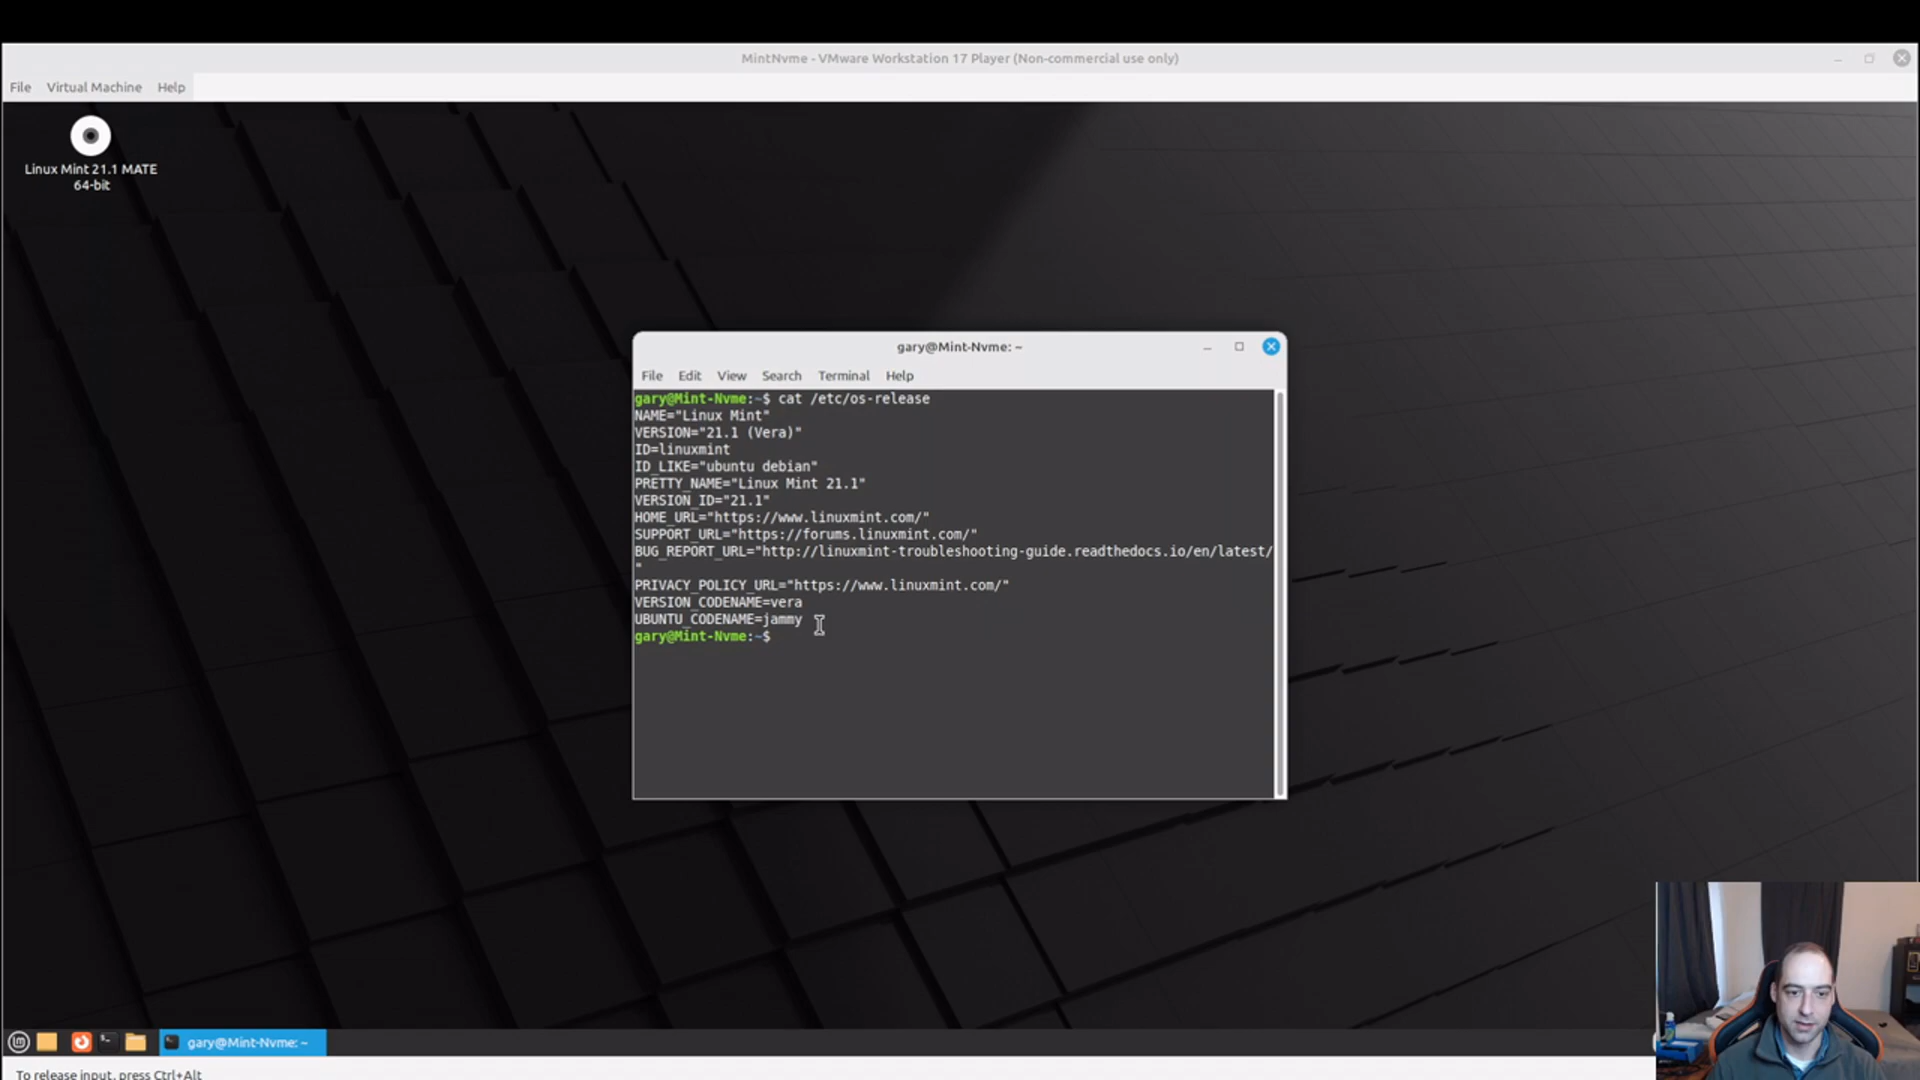 MintNvme - VMware Workstation 17 Player (Non-commercial use only)
File Virtual Machine Help
Linux Mint 21.1 MATE
64-bit
gary@Mint-Nvme: ~
File Edit View Search Terminal Help
gary@Mint-Nvme:~$ cat /etc/os-release
NAME="Linux Mint"
VERSION="21.1 (Vera)"
ID=linuxmint
ID_LIKE="ubuntu debian"
PRETTY_NAME="Linux Mint 21.1"
VERSION_ID="21.1"
HOME_URL="https://www.linuxmint.com/"
SUPPORT_URL="https://forums.linuxmint.com/"
BUG_REPORT_URL="http://linuxmint-troubleshooting-guide.readthedocs.io/en/latest/
"
PRIVACY_POLICY_URL="https://www.linuxmint.com/"
VERSION_CODENAME=vera
UBUNTU_CODENAME=jammy
gary@Mint-Nvme:~$
gary@Mint-Nvme: ~
To release input, press Ctrl+Alt